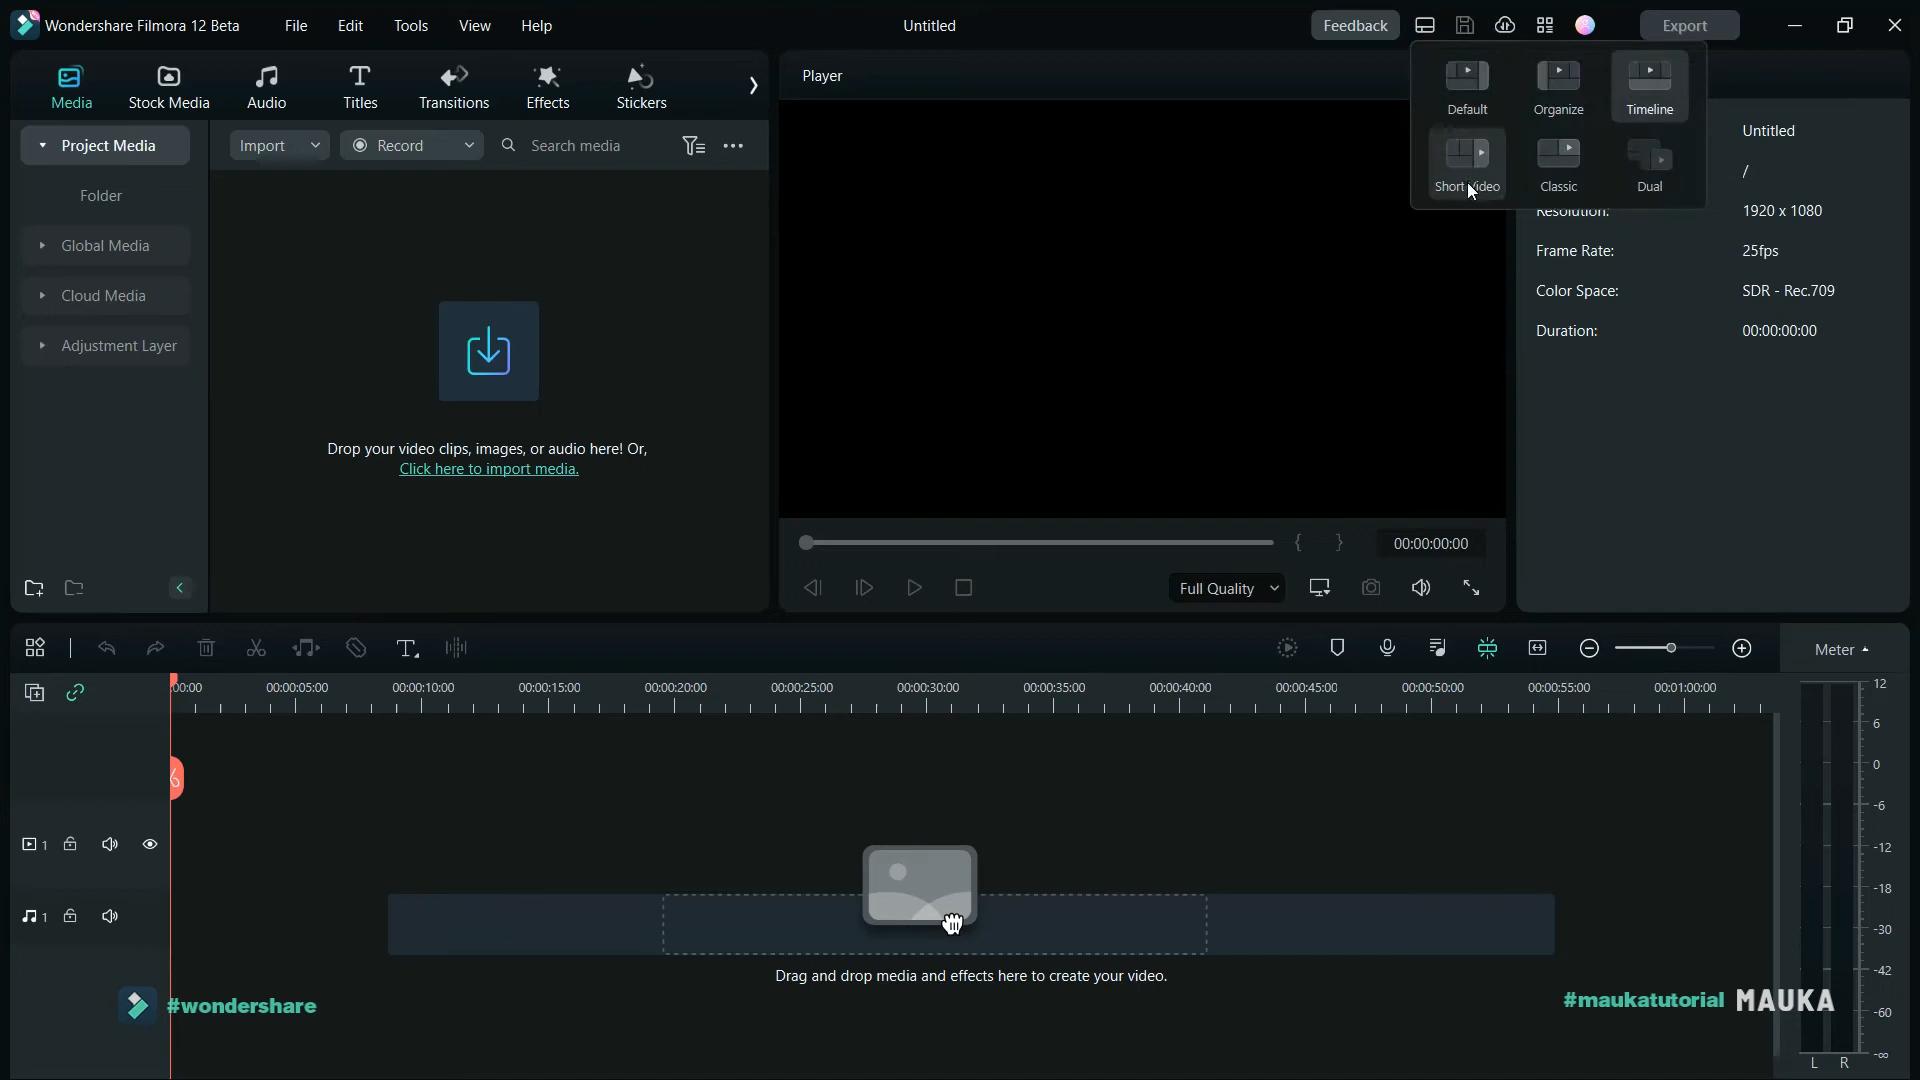 Wondershare Filmora 12 Beta
File
Edit
Tools
View
Help
Untitled
Feedback
Export
Media
Stock Media
Audio
Titles
Transitions
Effects
Stickers
Player
Default
Organize
Timeline
Short Video
Classic
Dual
Project Media
Folder
Global Media
Cloud Media
Adjustment Layer
Import
Record
Search media
Drop your video clips, images, or audio here! Or,
Click here to import media.
Untitled
/
Resolution: 1920 x 1080
Frame Rate: 25fps
Color Space: SDR - Rec.709
Duration: 00:00:00:00
{ } 00:00:00:00
Full Quality
Meter
:00:00 00:00:05:00 00:00:10:00 00:00:15:00 00:00:20:00 00:00:25:00 00:00:30:00 00:00:35:00 00:00:40:00 00:00:45:00 00:00:50:00 00:00:55:00 00:01:00:00
1
1
Drag and drop media and effects here to create your video.
12
6
0
-6
-12
-18
-30
-42
-60
-∞
L R
#wondershare
#maukatutorial MAUKA